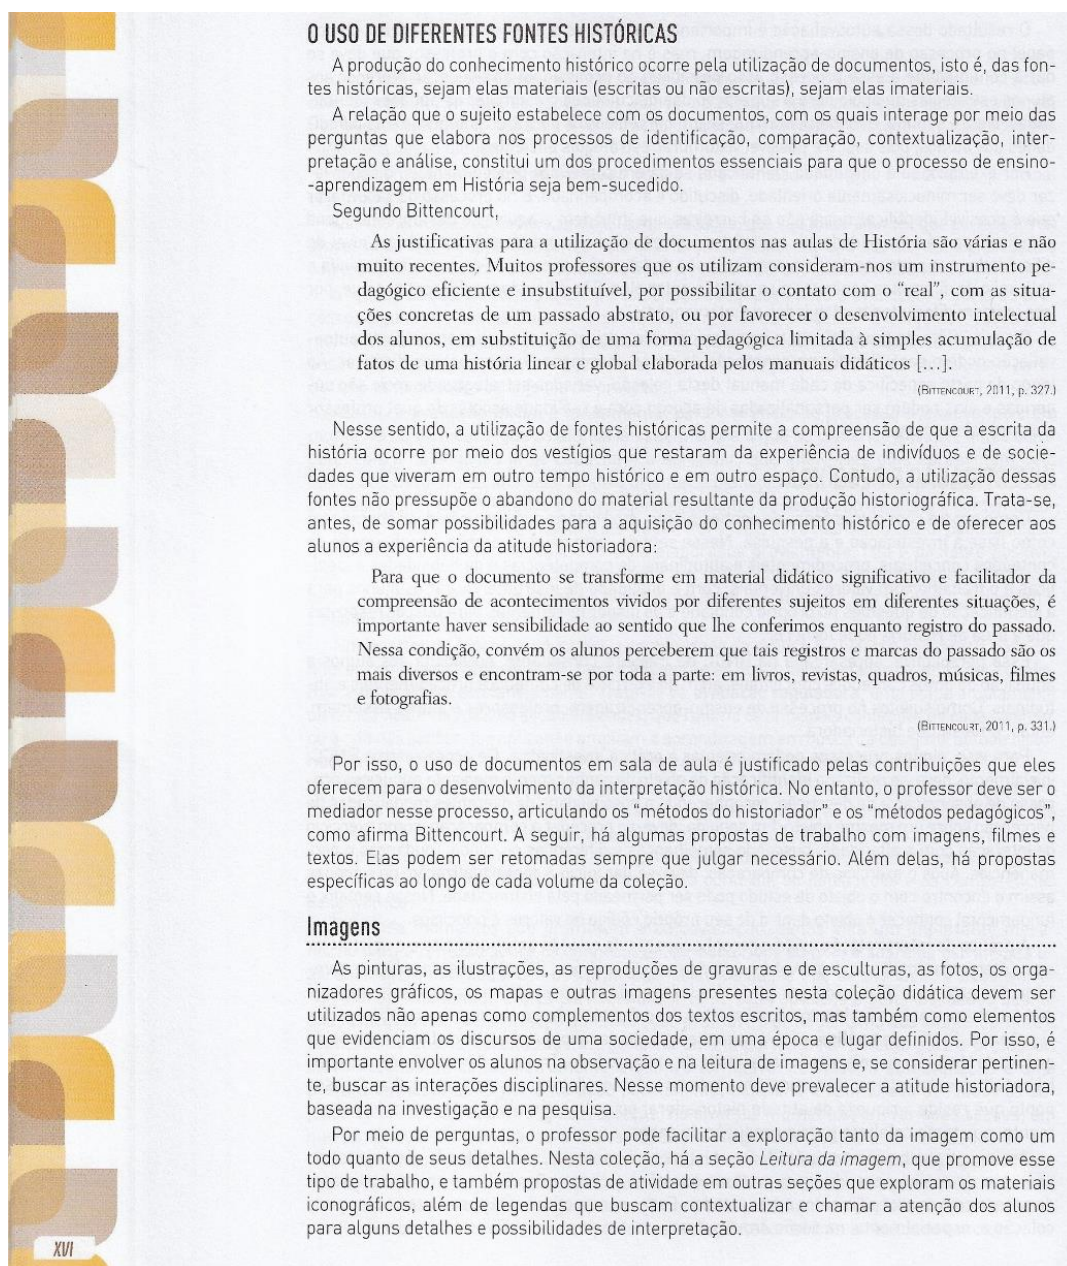 O USO DE DIFERENTES FONTES HISTÓRICAS
A produção do conhecimento histórico ocorre pela utilização de documentos, isto é, das fon-
tes históricas, sejam elas materiais (escritas ou não escritas), sejam elas imateriais.
A relação que o sujeito estabelece com os documentos, com os quais interage por meio das
perguntas que elabora nos processos de identificação, comparação, contextualização, inter-
pretação e análise, constitui um dos procedimentos essenciais para que o processo de ensino-
-aprendizagem em História seja bem-sucedido.
Segundo Bittencourt,
As justificativas para a utilização de documentos nas aulas de História são várias e não
muito recentes. Muitos professores que os utilizam consideram-nos um instrumento pe-
dagógico eficiente e insubstituível, por possibilitar o contato com o “real”, com as situa-
ções concretas de um passado abstrato, ou por favorecer o desenvolvimento intelectual
dos alunos, em substituição de uma forma pedagógica limitada à simples acumulação de
fatos de uma história linear e global elaborada pelos manuais didáticos [...].
(BITTENCOURT, 2011, p. 327.)
Nesse sentido, a utilização de fontes históricas permite a compreensão de que a escrita da
história ocorre por meio dos vestígios que restaram da experiência de indivíduos e de socie-
dades que viveram em outro tempo histórico e em outro espaço. Contudo, a utilização dessas
fontes não pressupõe o abandono do material resultante da produção historiográfica. Trata-se,
antes, de somar possibilidades para a aquisição do conhecimento histórico e de oferecer aos
alunos a experiência da atitude historiadora:
Para que o documento se transforme em material didático significativo e facilitador da
compreensão de acontecimentos vividos por diferentes sujeitos em diferentes situações, é
importante haver sensibilidade ao sentido que lhe conferimos enquanto registro do passado.
Nessa condição, convém os alunos perceberem que tais registros e marcas do passado são os
mais diversos e encontram-se por toda a parte: em livros, revistas, quadros, músicas, filmes
e fotografias.
(BITTENCOURT, 2011, p. 331.)
Por isso, o uso de documentos em sala de aula é justificado pelas contribuições que eles
oferecem para o desenvolvimento da interpretação histórica. No entanto, o professor deve ser o
mediador nesse processo, articulando os “métodos do historiador” e os “métodos pedagógicos”,
como afirma Bittencourt. A seguir, há algumas propostas de trabalho com imagens, filmes e
textos. Elas podem ser retomadas sempre que julgar necessário. Além delas, há propostas
específicas ao longo de cada volume da coleção.
Imagens
As pinturas, as ilustrações, as reproduções de gravuras e de esculturas, as fotos, os orga-
nizadores gráficos, os mapas e outras imagens presentes nesta coleção didática devem ser
utilizados não apenas como complementos dos textos escritos, mas também como elementos
que evidenciam os discursos de uma sociedade, em uma época e lugar definidos. Por isso, é
importante envolver os alunos na observação e na leitura de imagens e, se considerar pertinen-
te, buscar as interações disciplinares. Nesse momento deve prevalecer a atitude historiadora,
baseada na investigação e na pesquisa.
Por meio de perguntas, o professor pode facilitar a exploração tanto da imagem como um
todo quanto de seus detalhes. Nesta coleção, há a seção Leitura da imagem, que promove esse
tipo de trabalho, e também propostas de atividade em outras seções que exploram os materiais
iconográficos, além de legendas que buscam contextualizar e chamar a atenção dos alunos
para alguns detalhes e possibilidades de interpretação.
XVI